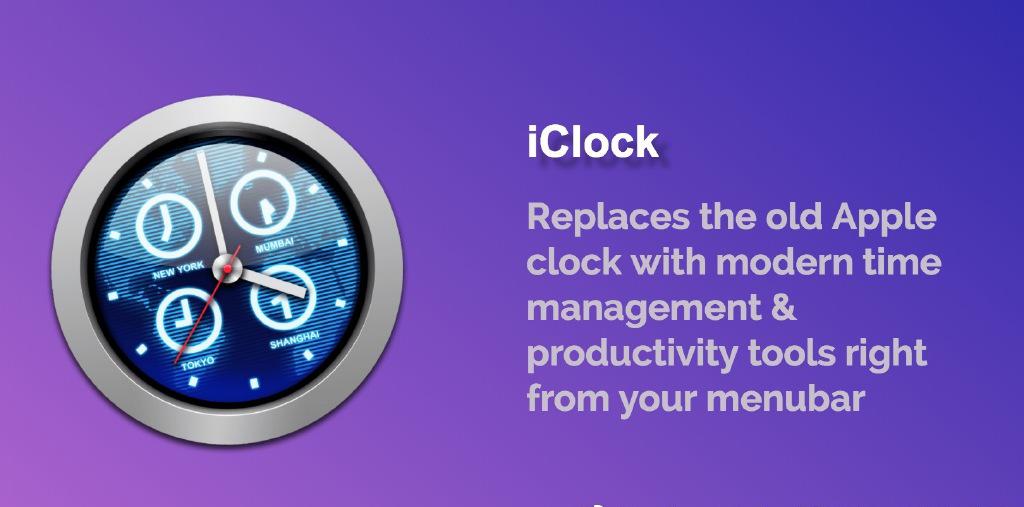 iClock
Replaces the old Apple
clock with modern time
management &
productivity tools right
from your menubar
NEW YORK
MUMBAI
TOKYO
SHANGHAI